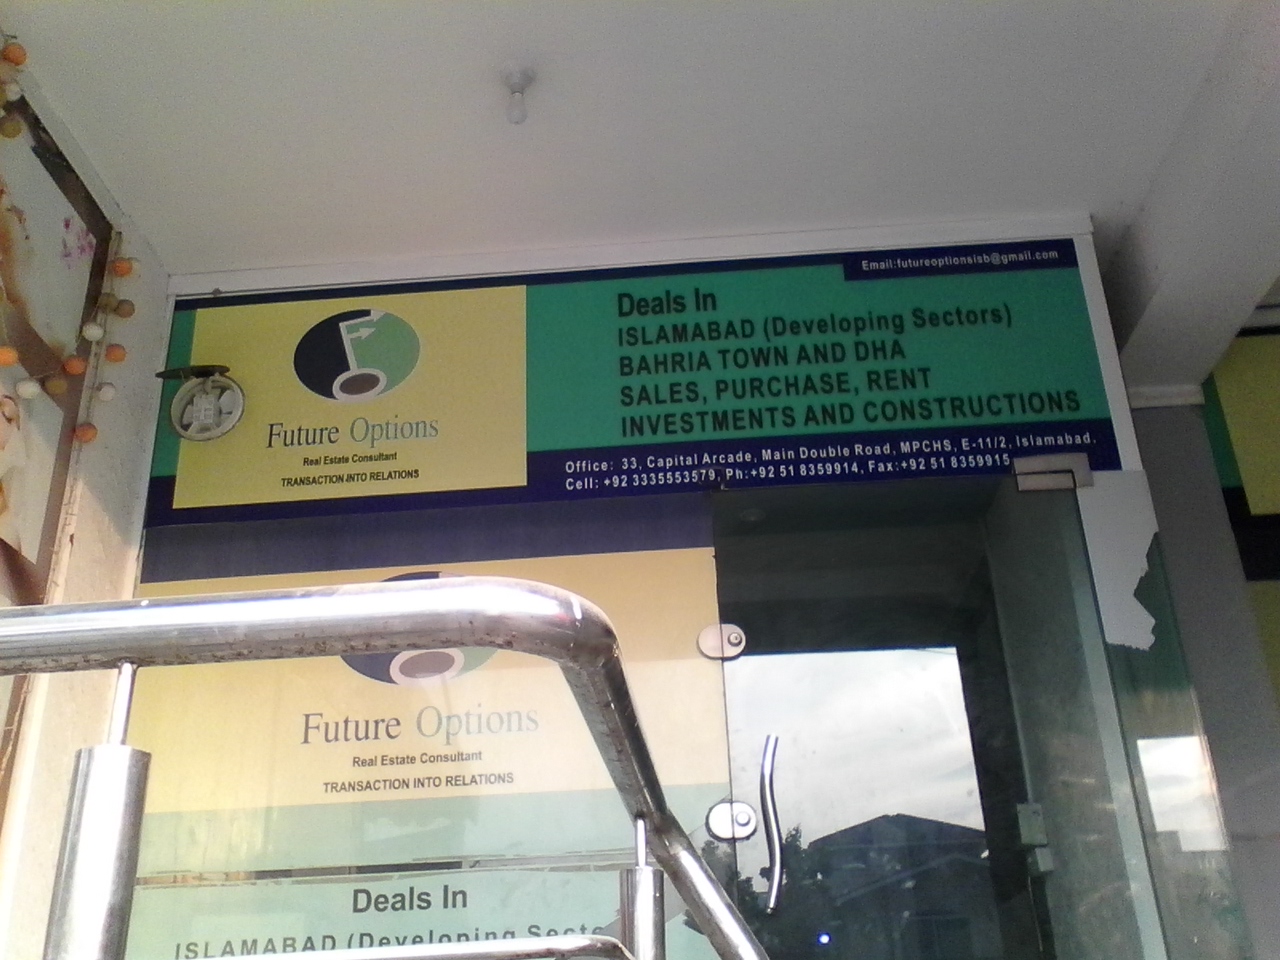 Email:futureoptionsisb@gmail.com
Deals In
ISLAMABAD (Developing Sectors)
BAHRIA TOWN AND DHA
SALES, PURCHASE, RENT
INVESTMENTS AND CONSTRUCTIONS
Future Options
Real Estate Consultant
TRANSACTION INTO RELATIONS
Office: 33, Capital Arcade, Main Double Road, MPCHS, E-11/2, Islamabad.
Cell: +92 3335553579, Ph:+92 51 8359914, Fax:+92 51 8359915
Future Options
Real Estate Consultant
TRANSACTION INTO RELATIONS
Deals In
ISLAMABAD (Developing